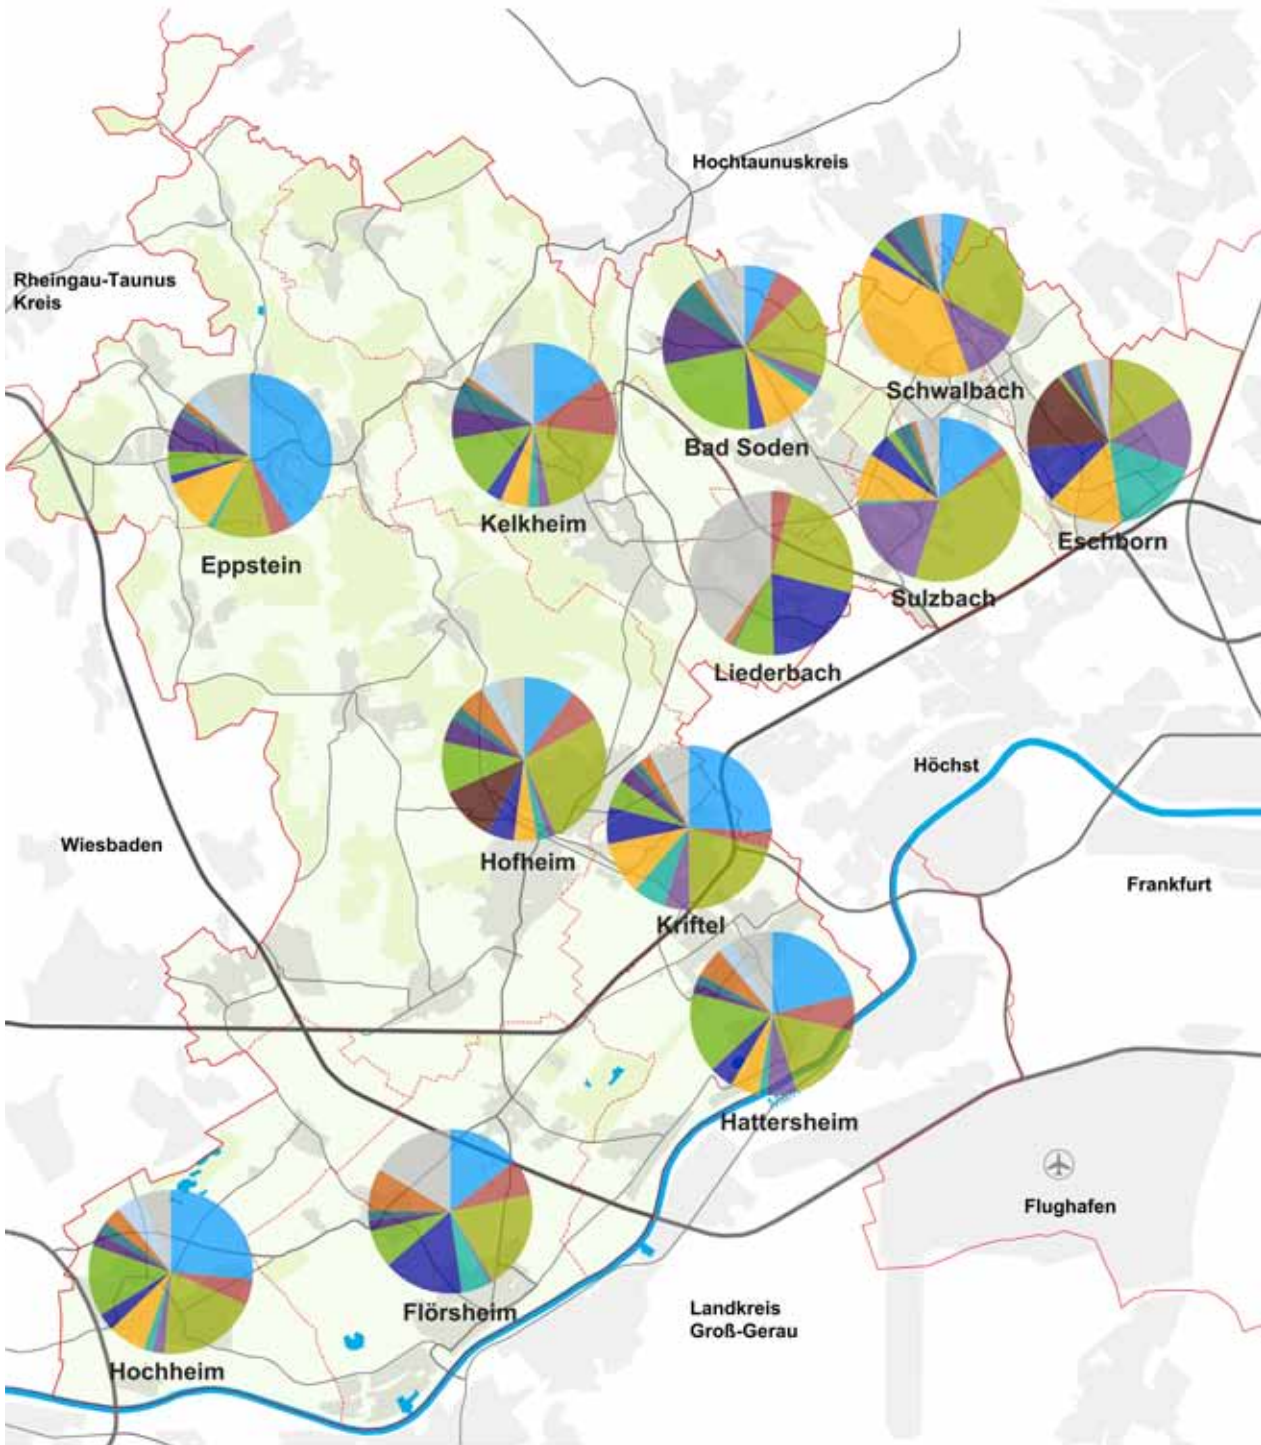 Hochtaunuskreis
Rheingau-Taunus
Kreis
Schwalbach
Bad Soden
Kelkheim
Eschborn
Eppstein
Sulzbach
Liederbach
Höchst
Wiesbaden
Hofheim
Frankfurt
Kriftel
Hattersheim
Flughafen
Flörsheim
Landkreis
Groß-Gerau
Hochheim